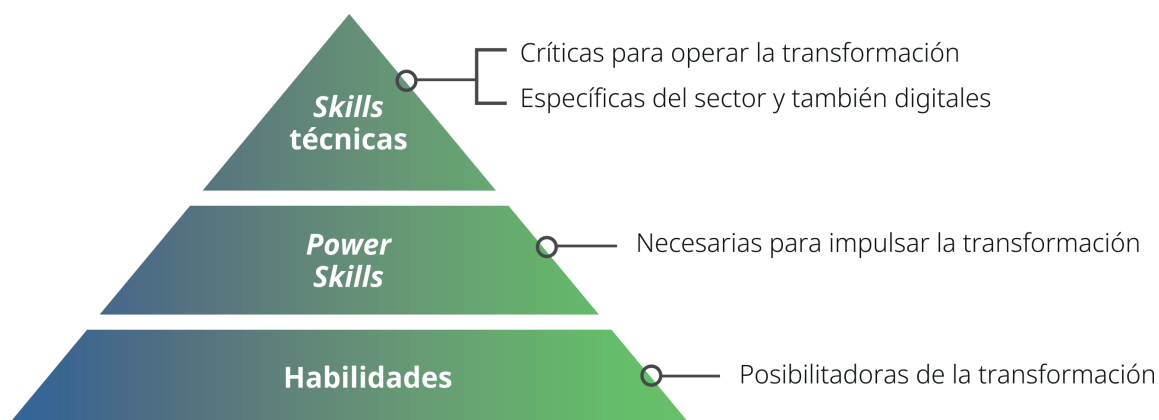 Críticas para operar la transformación
Específicas del sector y también digitales
Skills
técnicas
Necesarias para impulsar la transformación
Power
Skills
Posibilitadoras de la transformación
Habilidades